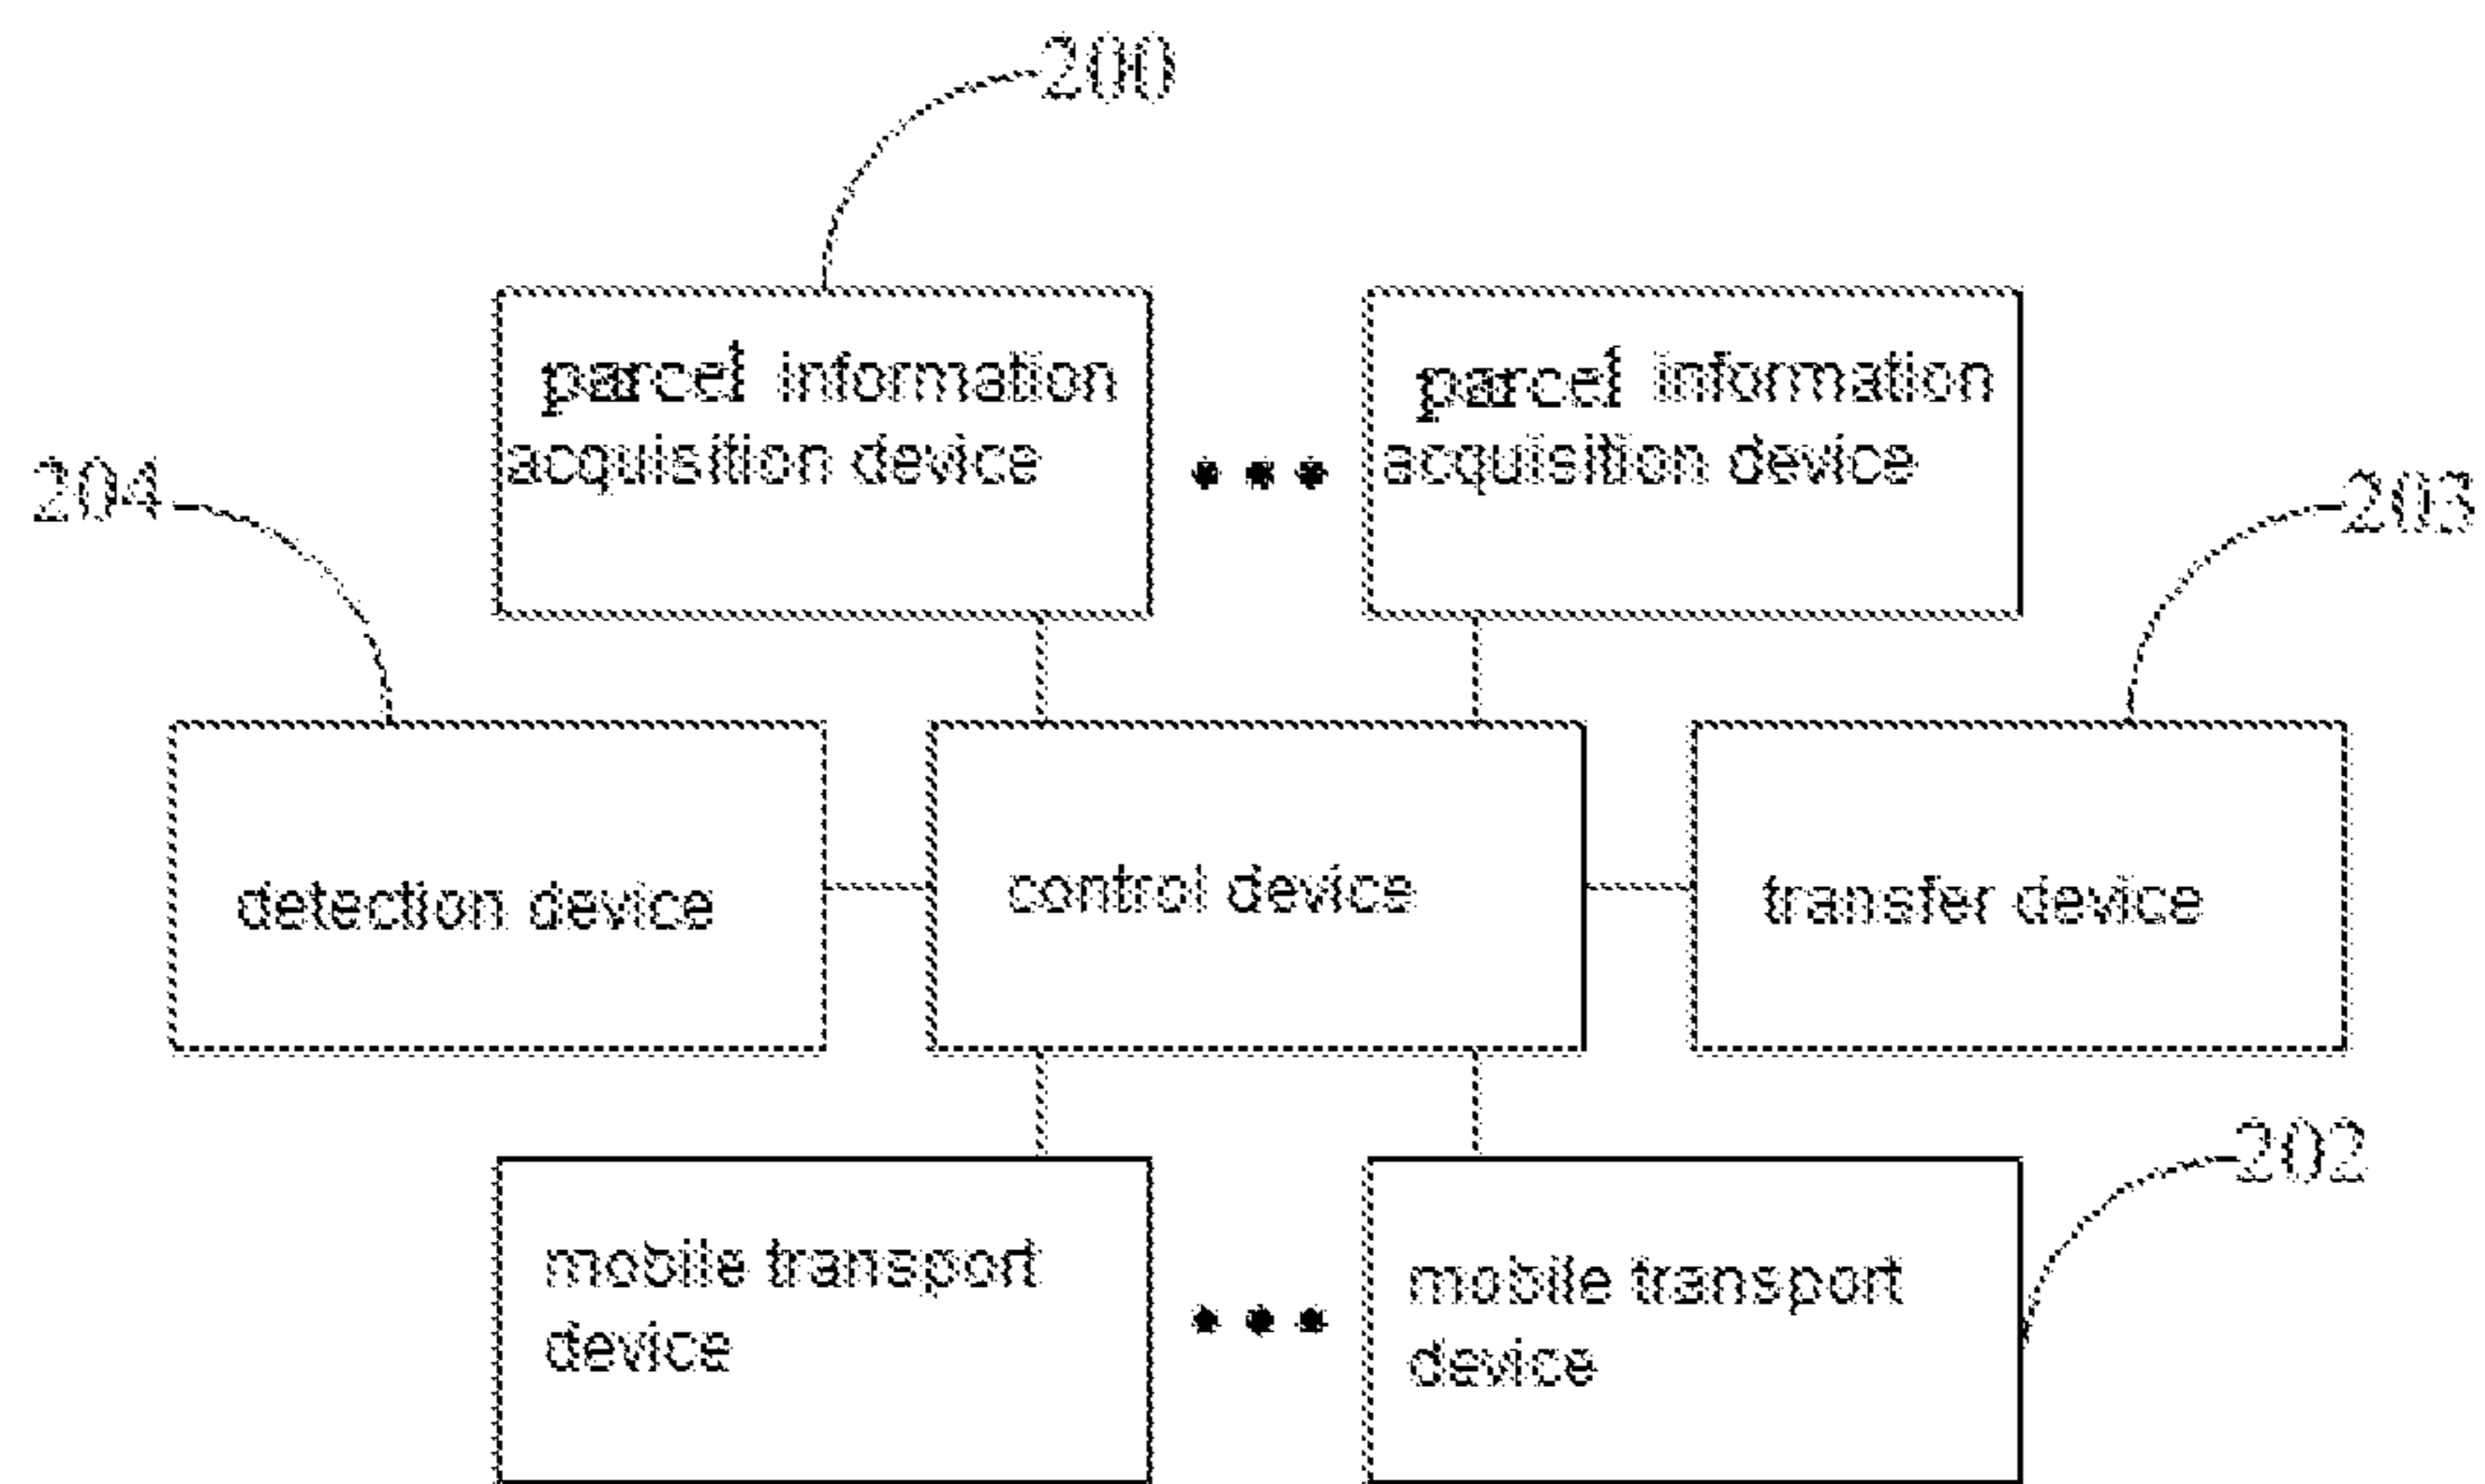 200
parcel information
acquisition device
parcel information
acquisition device
204
203
detection device
control device
transfer device
202
mobile transport
device
mobile transport
device